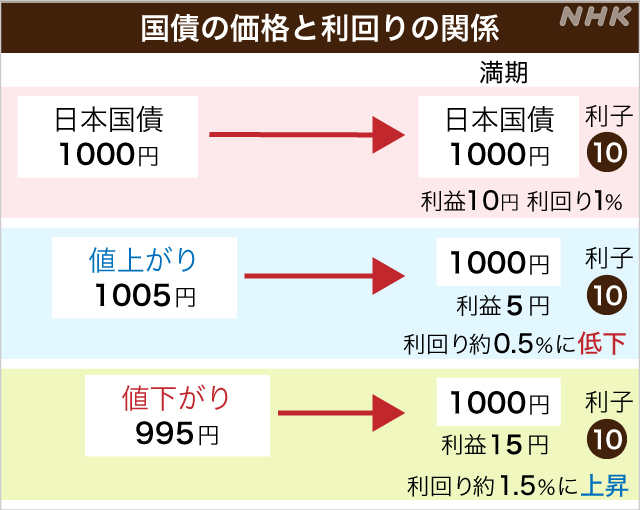 国債の価格と利回りの関係
NHK
満期
日本国債
1000円
日本国債
1000円
利子
10
利益10円 利回り1%
値上がり
1005円
1000円
利子
10
利益5円
利回り約0.5%に低下
値下がり
995円
1000円
利子
10
利益15円
利回り約1.5%に上昇